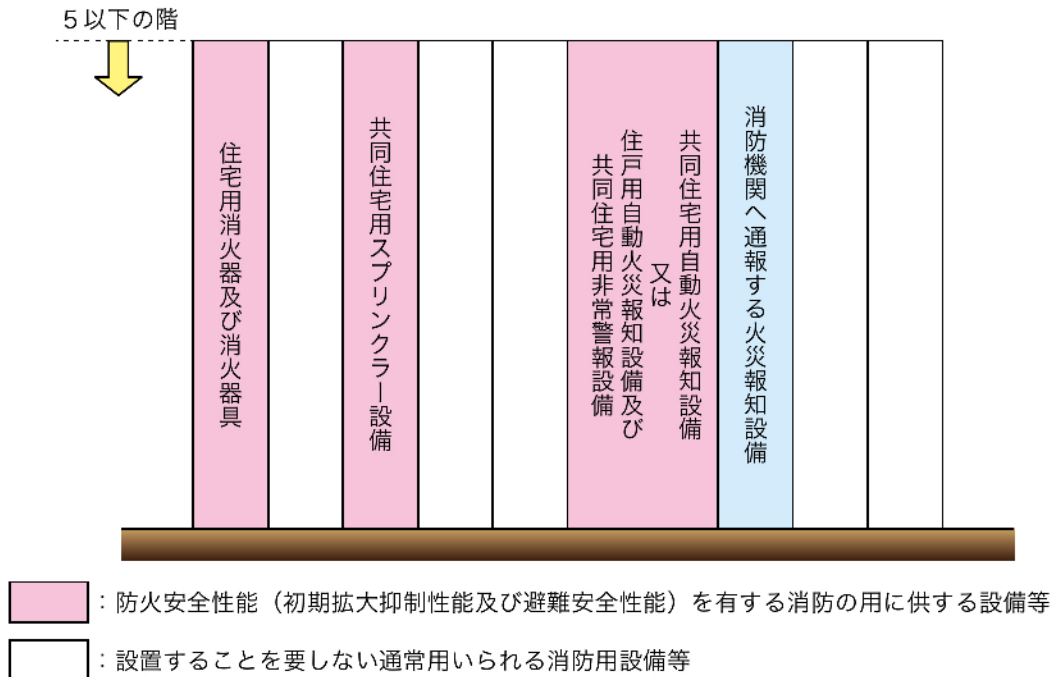 5以下の階
住宅用消火器及び消火器具
共同住宅用スプリンクラー設備
共同住宅用自動火災報知設備
又は
住戸用自動火災報知設備及び
共同住宅用非常警報設備
消防機関へ通報する火災報知設備
：防火安全性能（初期拡大抑制性能及び避難安全性能）を有する消防の用に供する設備等
：設置することを要しない通常用いられる消防用設備等